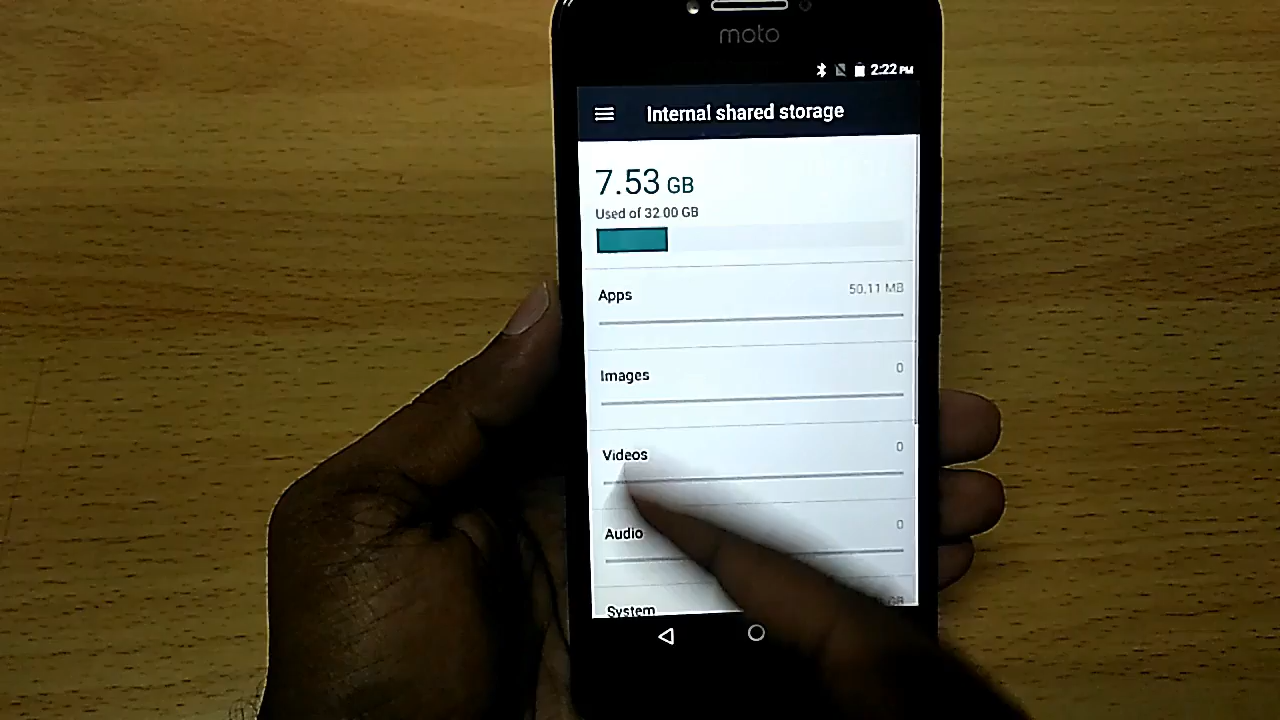 moto
2:22 PM
Internal shared storage
7.53 GB
Used of 32.00 GB
Apps 50.11 MB
Images 0
Videos 0
Audio 0
System GB